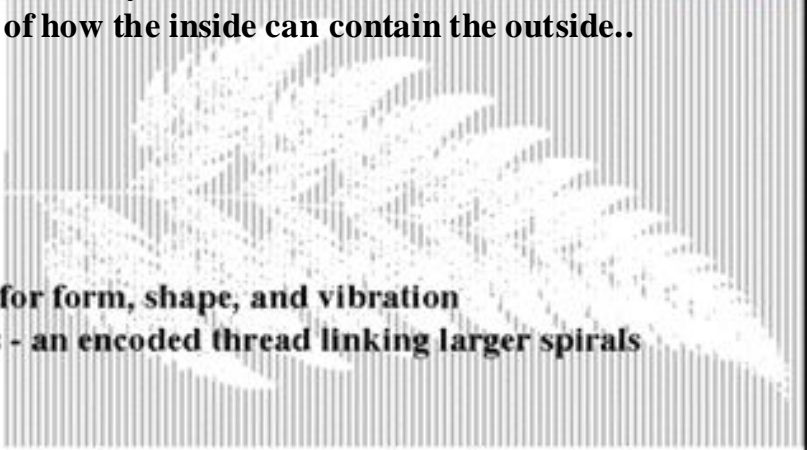 of how the inside can contain the outside..
for form, shape, and vibration
- an encoded thread linking larger spirals